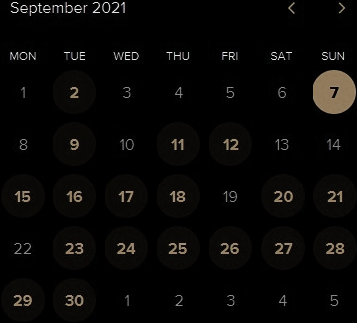 September 2021
MON TUE WED THU FRI SAT SUN
1 2 3 4 5 6 7
8 9 10 11 12 13 14
15 16 17 18 19 20 21
22 23 24 25 26 27 28
29 30 1 2 3 4 5